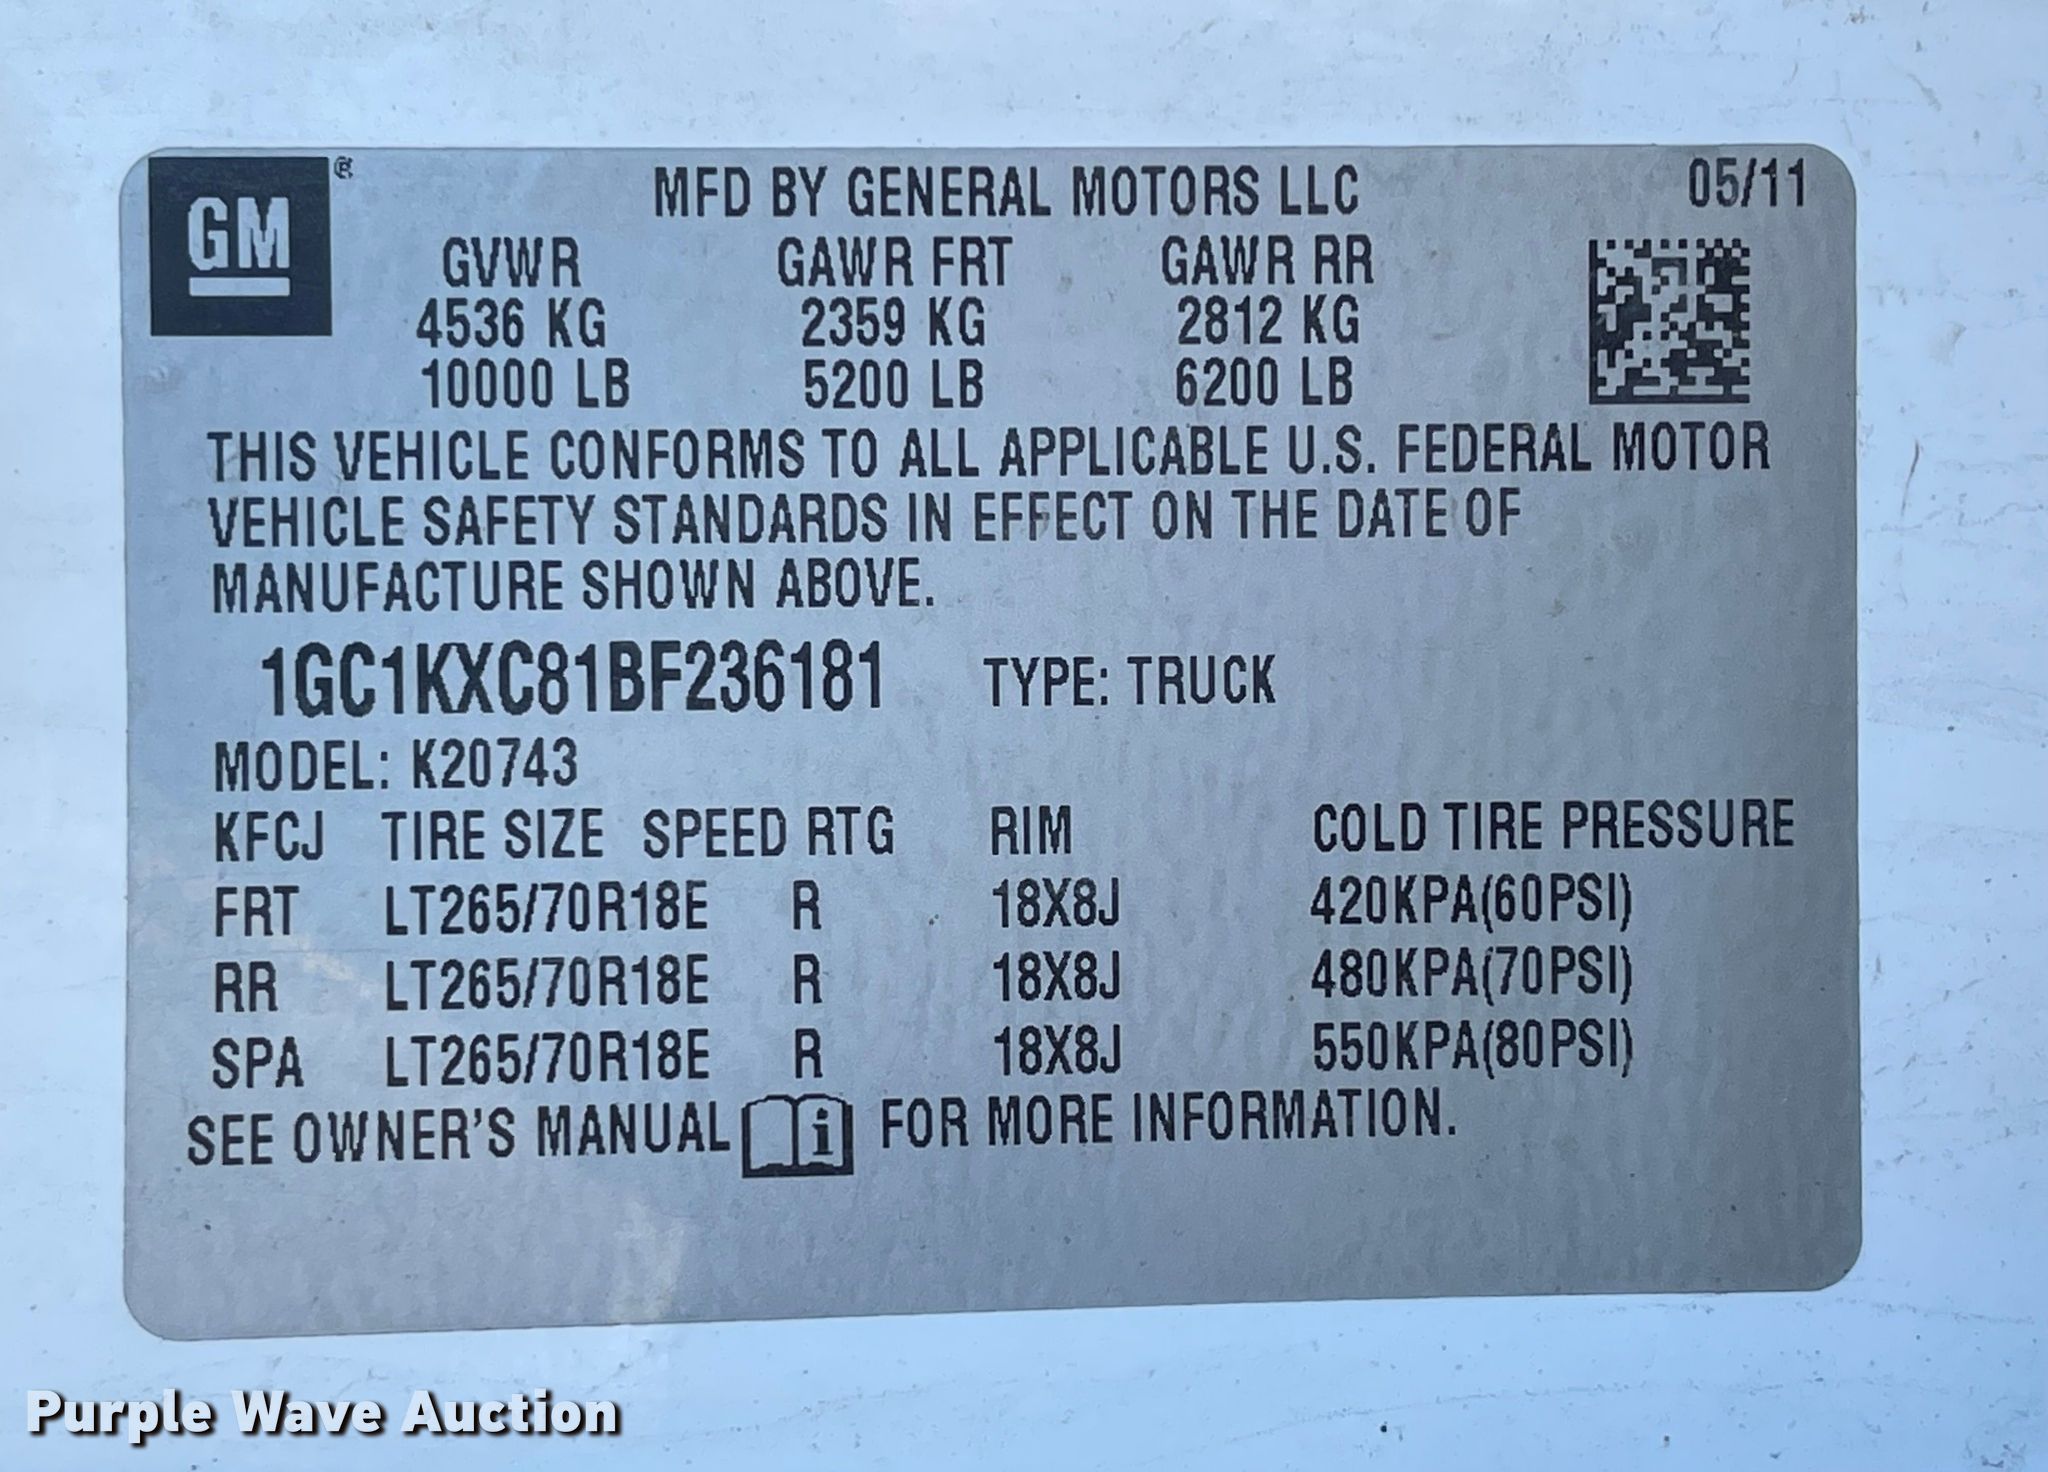 GM®
MFD BY GENERAL MOTORS LLC 05/11
GVWR GAWR FRT GAWR RR
4536 KG 2359 KG 2812 KG
10000 LB 5200 LB 6200 LB
THIS VEHICLE CONFORMS TO ALL APPLICABLE U.S. FEDERAL MOTOR
VEHICLE SAFETY STANDARDS IN EFFECT ON THE DATE OF
MANUFACTURE SHOWN ABOVE.
1GC1KXC81BF236181 TYPE: TRUCK
MODEL: K20743
KFCJ TIRE SIZE SPEED RTG RIM COLD TIRE PRESSURE
FRT LT265/70R18E R 18X8J 420KPA(60PSI)
RR LT265/70R18E R 18X8J 480KPA(70PSI)
SPA LT265/70R18E R 18X8J 550KPA(80PSI)
SEE OWNER'S MANUAL i FOR MORE INFORMATION.
Purple Wave Auction